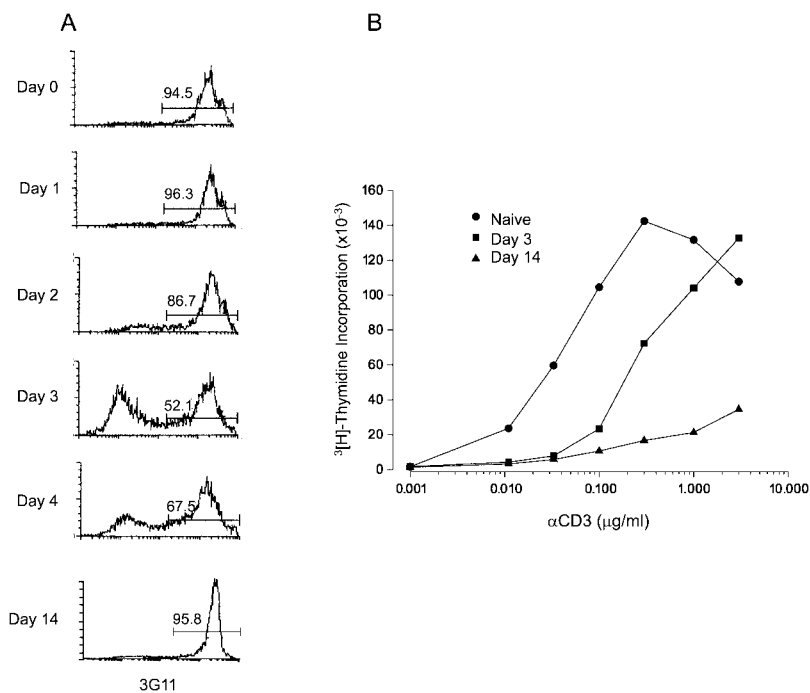 A
B
Day 0
94.5
Day 1
96.3
Day 2
86.7
Day 3
52.1
Day 4
67.5
Day 14
95.8
3G11
³[H]-Thymidine Incorporation (x10⁻³)
160
140
120
100
80
60
40
20
0
Naive
Day 3
Day 14
0.001
0.010
0.100
1.000
10.000
αCD3 (μg/ml)